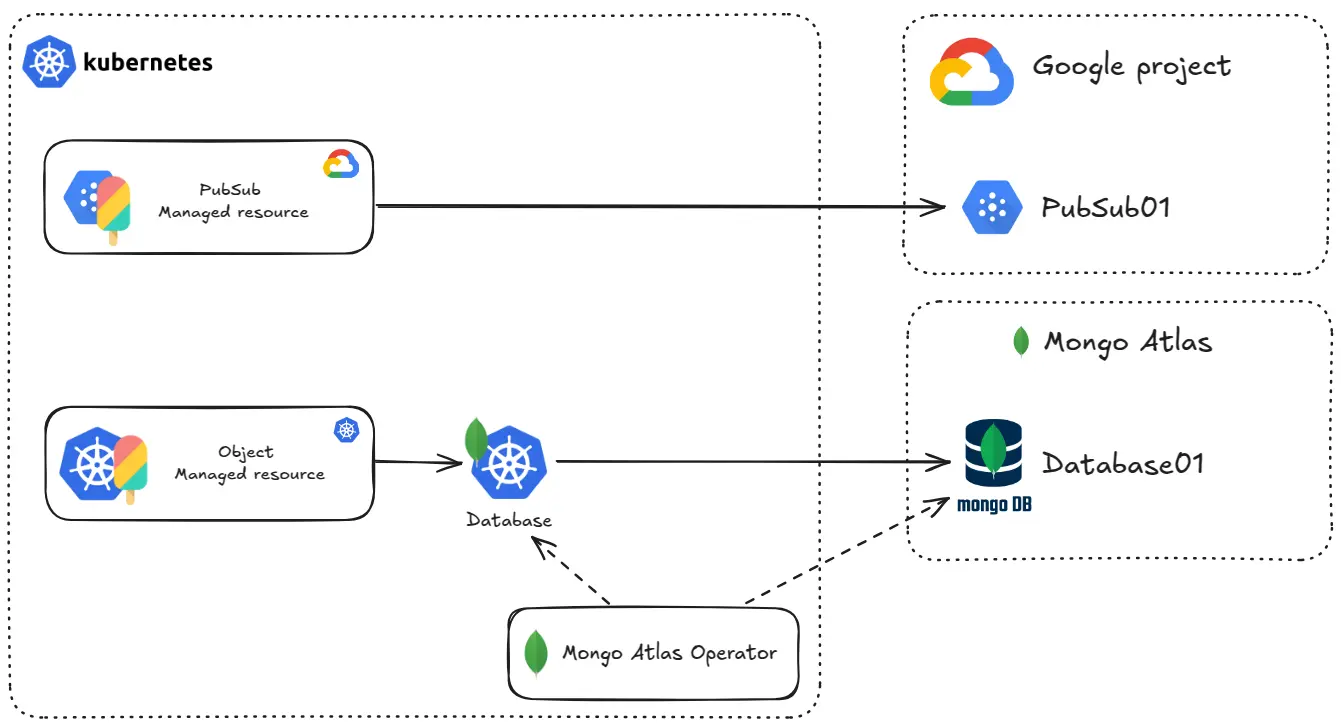 kubernetes
Google project
PubSub
Managed resource
PubSub01
Mongo Atlas
Object
Managed resource
Database
Database01
mongo DB
Mongo Atlas Operator